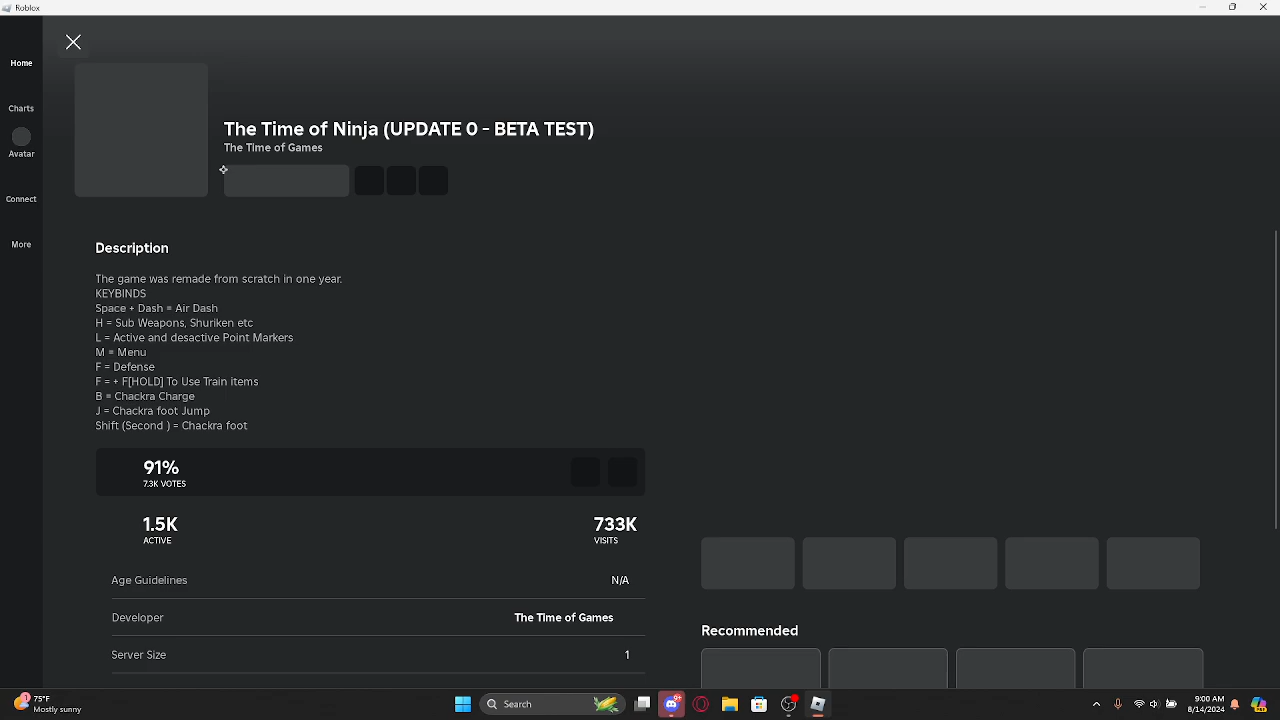 Roblox
Home
Charts
Avatar
Connect
More
The Time of Ninja (UPDATE 0 - BETA TEST)
The TIme of Games
Description
The game was remade from scratch in one year.
KEYBINDS
Space + Dash = Air Dash
H = Sub Weapons, Shuriken etc
L = Active and desactive Point Markers
M = Menu
F = Defense
F = + F[HOLD] To Use Train items
B = Chackra Charge
J = Chackra foot Jump
Shift (Second ) = Chackra foot
91%
7.3K VOTES
1.5K
ACTIVE
733K
VISITS
Age Guidelines
N/A
Developer
The Time of Games
Server Size
1
Recommended
1
75°F
Mostly sunny
Search
9:00 AM
8/14/2024